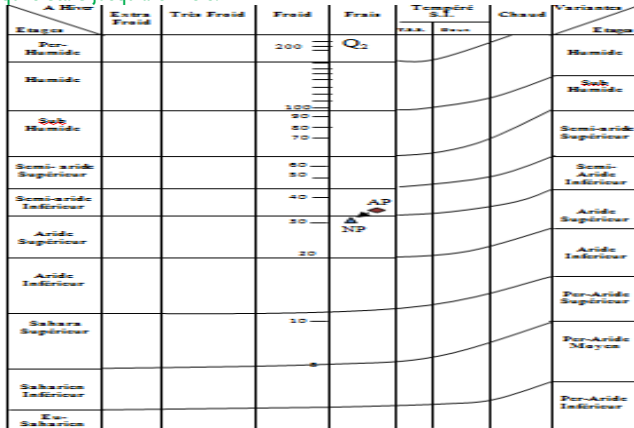 A Hiver
Etages
Extra
Froid
Très Froid
Froid
Frais
Tempéré
S.L.
Chaud
Variantes
Etages
Per-
Humide
Humide
Sub
Humide
Semi- aride
Supérieur
Semi-aride
Inférieur
Aride
Supérieur
Aride
Inférieur
Sahara
Supérieur
Saharien
Inférieur
Eu-
Saharien
200
Q2
100
90
80
70
60
50
40
30
20
10
AP
NP
Humide
Sub
Humide
Semi-aride
Supérieur
Semi-
Aride
Inférieur
Aride
Supérieur
Aride
Inférieur
Per-Aride
Supérieur
Per-Aride
Moyen
Per-Aride
Inférieur